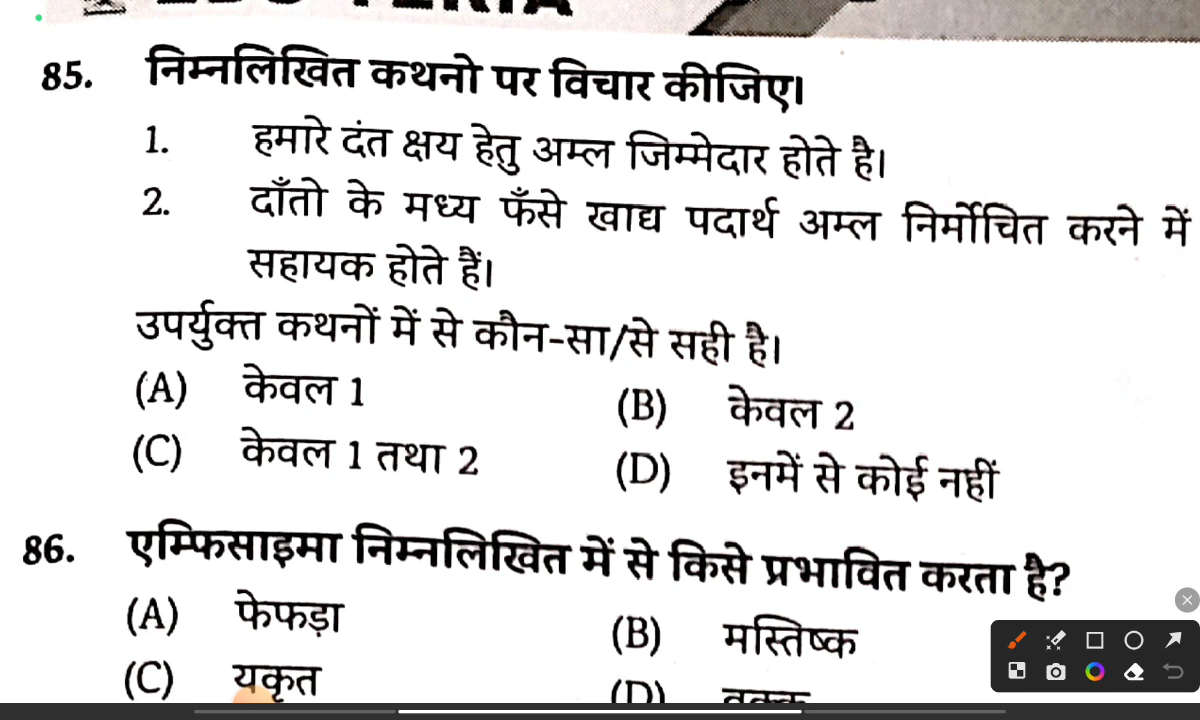 85. निम्नलिखित कथनो पर विचार कीजिए।
1. हमारे दंत क्षय हेतु अम्ल जिम्मेदार होते है।
2. दाँतो के मध्य फँसे खाद्य पदार्थ अम्ल निर्मोचित करने में
सहायक होते हैं।
उपर्युक्त कथनों में से कौन-सा/से सही है।
(A) केवल 1 (B) केवल 2
(C) केवल 1 तथा 2 (D) इनमें से कोई नहीं
86. एम्फिसाइमा निम्नलिखित में से किसे प्रभावित करता है?
(A) फेफड़ा (B) मस्तिष्क
(C) यकृत (D)